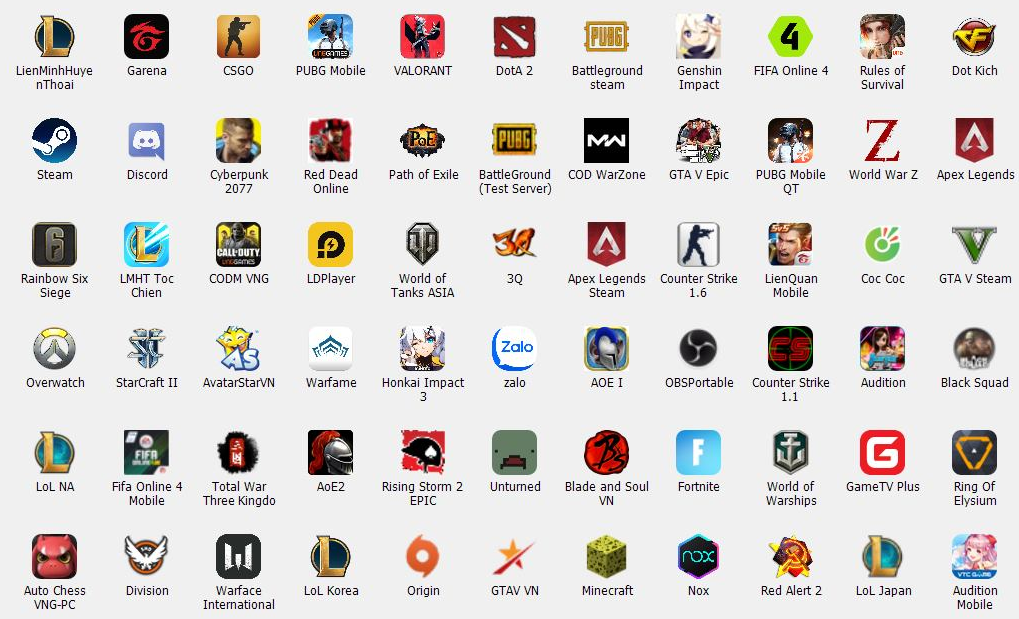 LienMinhHuye
nThoai
Garena
CSGO
PUBG Mobile
VALORANT
DotA 2
Battleground
steam
Genshin
Impact
FIFA Online 4
Rules of
Survival
Dot Kich
Steam
Discord
Cyberpunk
2077
Red Dead
Online
Path of Exile
BattleGround
(Test Server)
COD WarZone
GTA V Epic
PUBG Mobile
QT
World War Z
Apex Legends
Rainbow Six
Siege
LMHT Toc
Chien
CODM VNG
LDPlayer
World of
Tanks ASIA
3Q
Apex Legends
Steam
Counter Strike
1.6
LienQuan
Mobile
Coc Coc
GTA V Steam
Overwatch
StarCraft II
AvatarStarVN
Warfame
Honkai Impact
3
zalo
AOE I
OBSPortable
Counter Strike
1.1
Audition
Black Squad
LoL NA
Fifa Online 4
Mobile
Total War
Three Kingdo
AoE2
Rising Storm 2
EPIC
Unturned
Blade and Soul
VN
Fortnite
World of
Warships
GameTV Plus
Ring Of
Elysium
Auto Chess
VNG-PC
Division
Warface
International
LoL Korea
Origin
GTAV VN
Minecraft
Nox
Red Alert 2
LoL Japan
Audition
Mobile